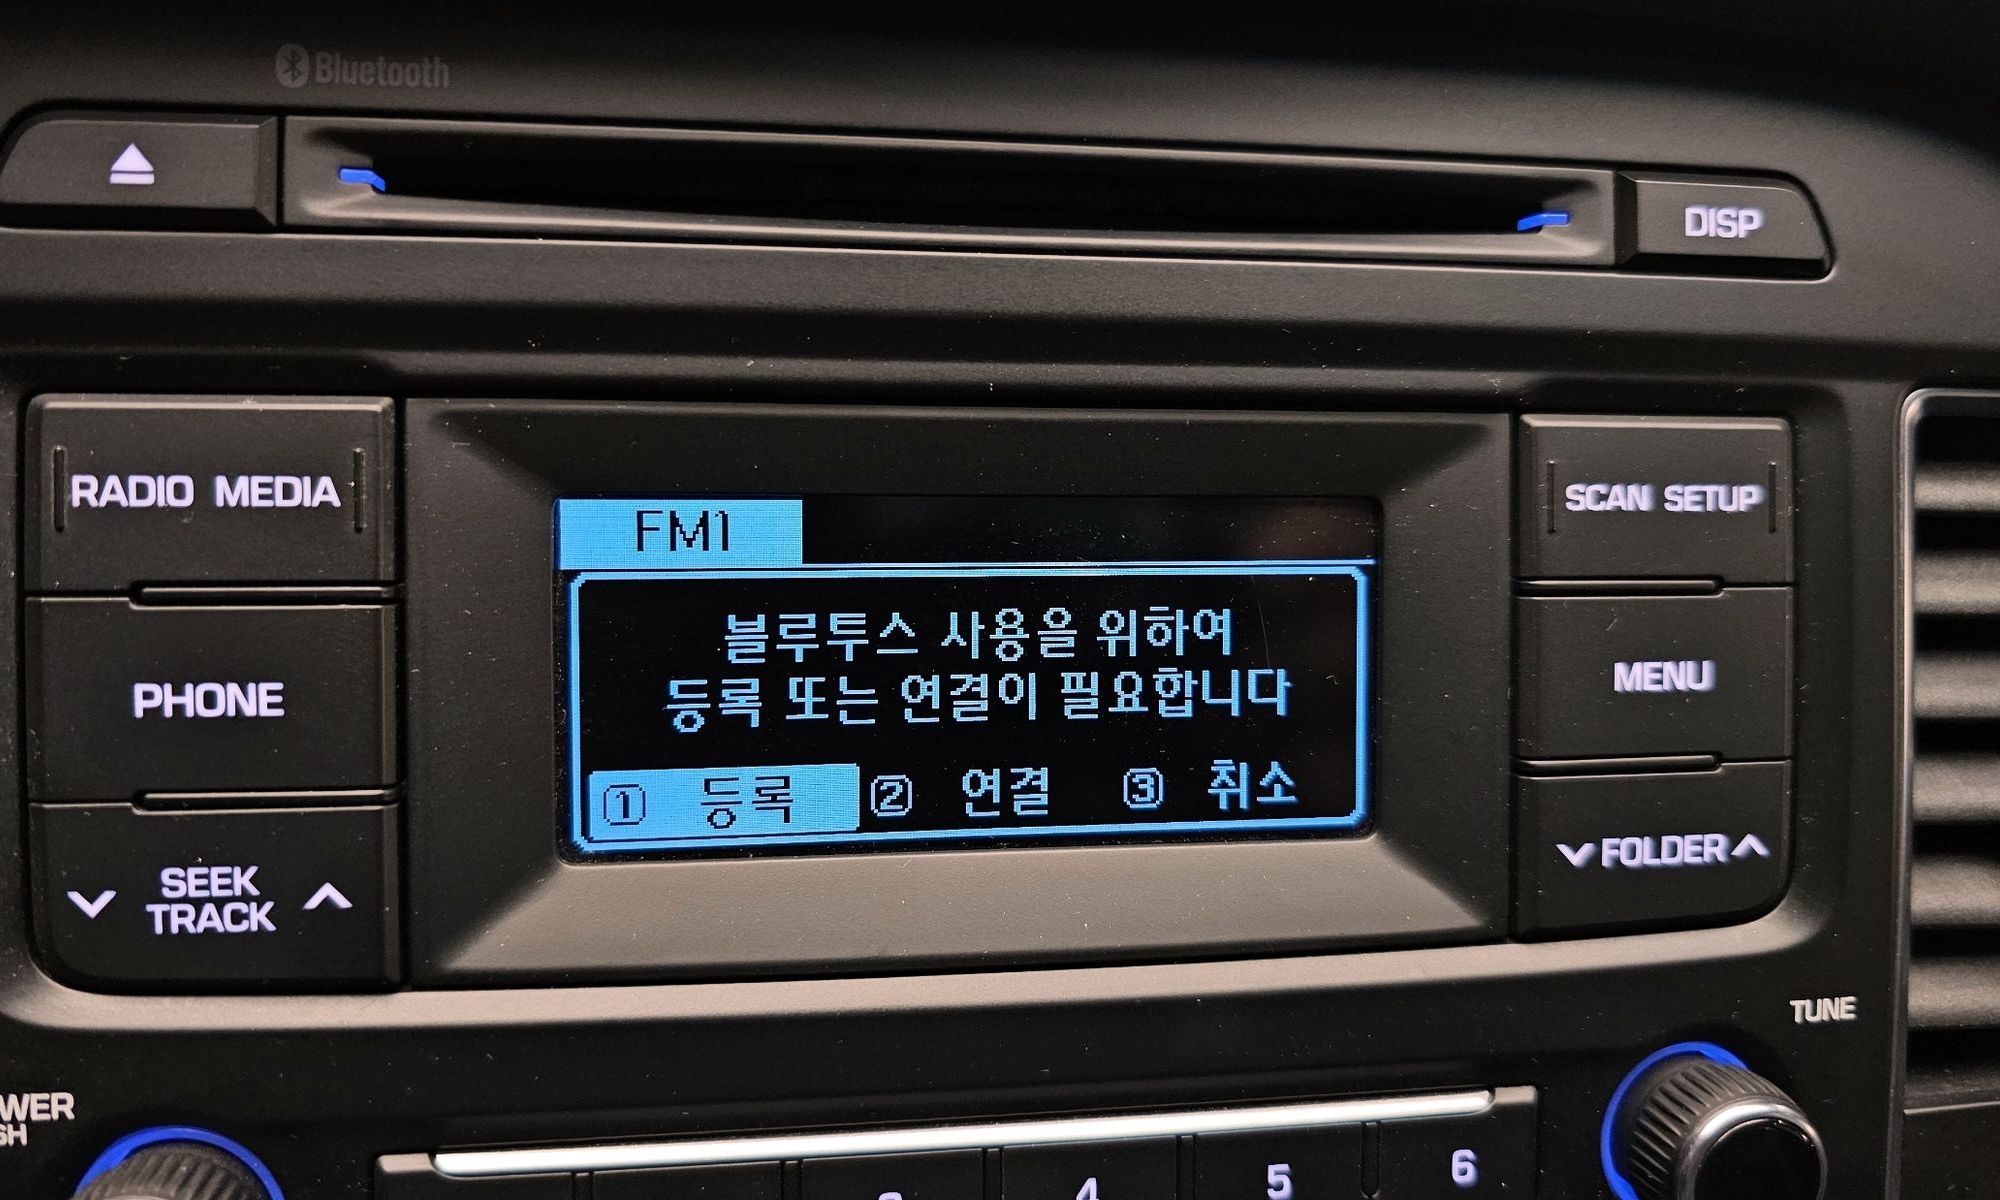 Bluetooth
DISP
RADIO MEDIA
SCAN SETUP
FM1
블루투스 사용을 위하여
등록 또는 연결이 필요합니다
① 등록 ② 연결 ③ 취소
PHONE
MENU
SEEK
TRACK
FOLDER
TUNE
4
5
6